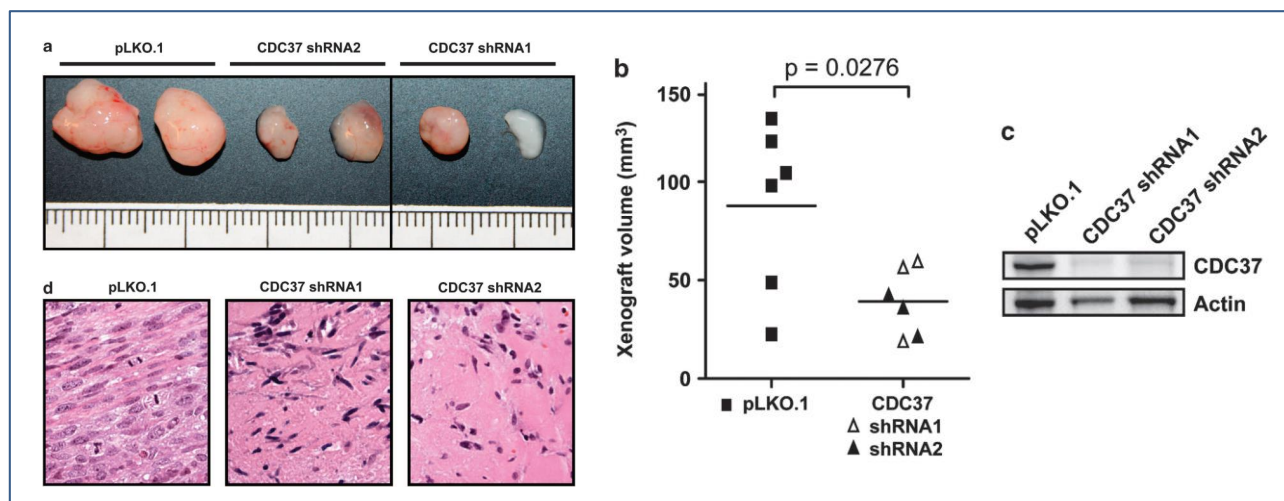 a
pLKO.1 CDC37 shRNA2 CDC37 shRNA1
d
pLKO.1 CDC37 shRNA1 CDC37 shRNA2
b
p = 0.0276
Xenograft volume (mm³)
150
100
50
0
■ pLKO.1 CDC37
△ shRNA1
▲ shRNA2
c
pLKO.1 CDC37 shRNA1 CDC37 shRNA2
CDC37
Actin